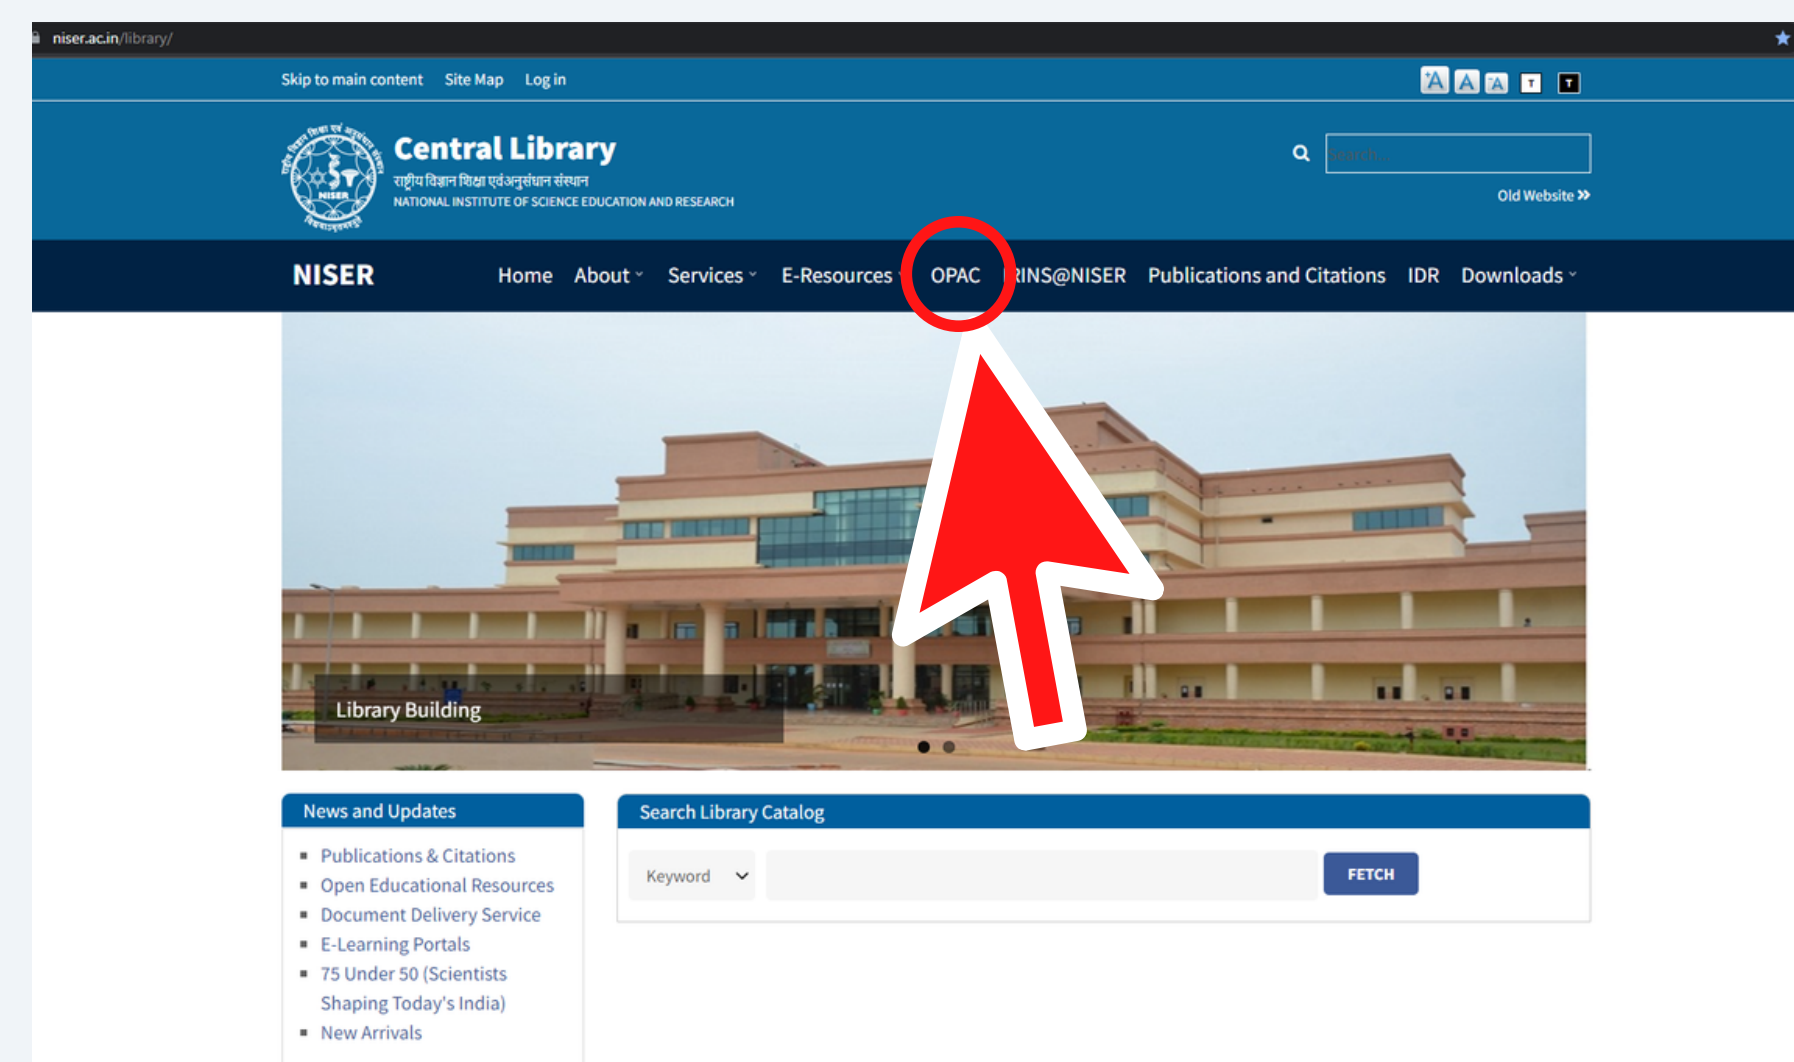 niser.ac.in/library/
Skip to main content Site Map Log in
A A A T T
Central Library
राष्ट्रीय विज्ञान शिक्षा एवं अनुसंधान संस्थान
NATIONAL INSTITUTE OF SCIENCE EDUCATION AND RESEARCH
NISER
Search...
Old Website
NISER Home About Services E-Resources OPAC IRINS@NISER Publications and Citations IDR Downloads
Library Building
News and Updates
Publications & Citations
Open Educational Resources
Document Delivery Service
E-Learning Portals
75 Under 50 (Scientists
Shaping Today's India)
New Arrivals
Search Library Catalog
Keyword FETCH